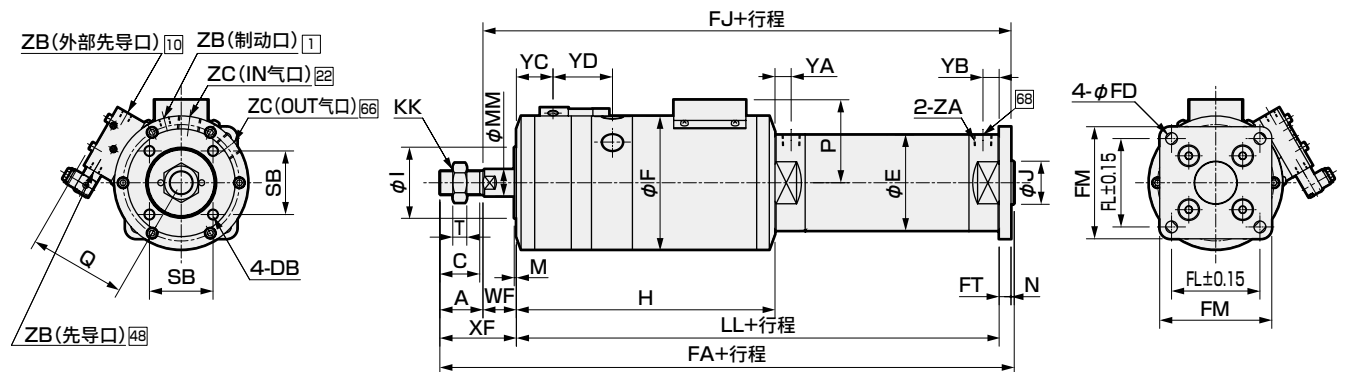 ZB(外部先导口) 10
ZB(制动口) 1
ZC(IN气口) 22
ZC(OUT气口) 66
SB
SB
Q
4-DB
ZB(先导口) 48
FJ+行程
YC
YD
YA
YB
KK
φMM
2-ZA
68
φI
φF
P
φE
φJ
T
C
M
A
WF
H
FT
N
XF
LL+行程
FA+行程
4-φFD
FM
FL±0.15
FL±0.15
FM